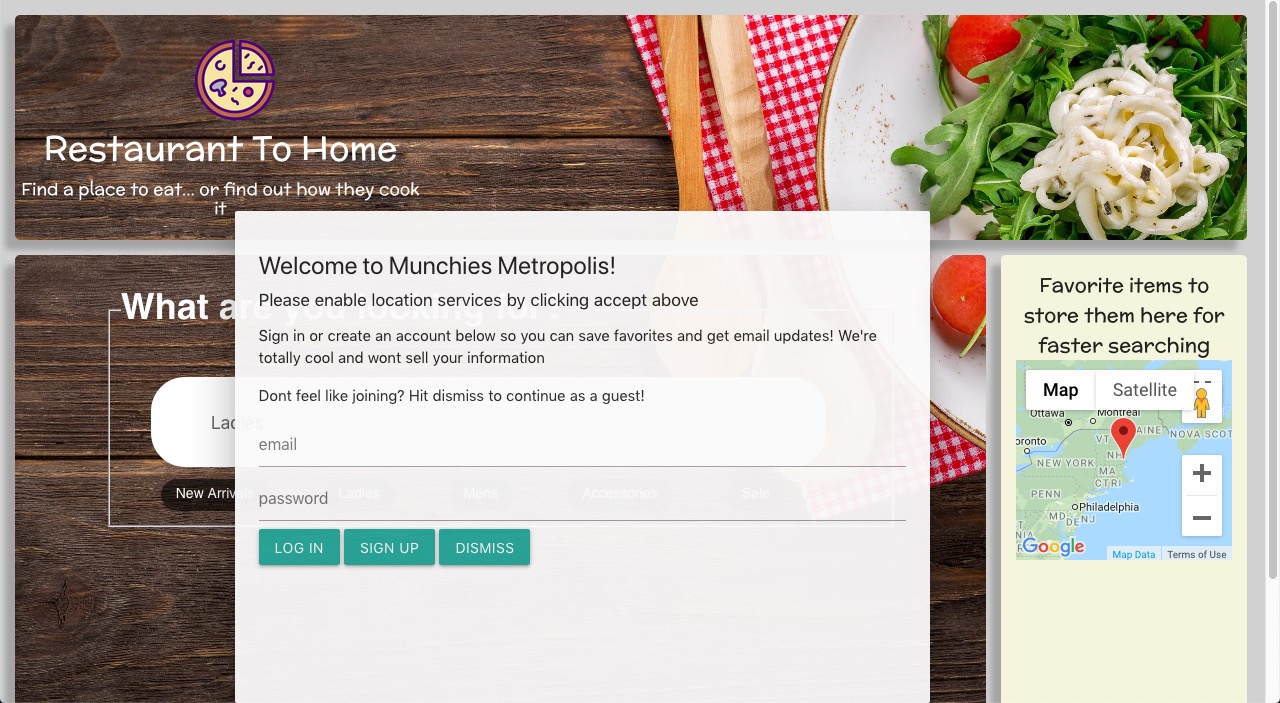 Restaurant To Home
Find a place to eat... or find out how they cook
it
Welcome to Munchies Metropolis!
Please enable location services by clicking accept above
What are you looking for?
Sign in or create an account below so you can save favorites and get email updates! We're
totally cool and wont sell your information
Dont feel like joining? Hit dismiss to continue as a guest!
Ladies
email
New Arrivals Ladies Mens Accessories Sale
password
LOG IN SIGN UP DISMISS
Favorite items to
store them here for
faster searching
Map Satellite
Ottawa Montreal
MAINE
VT
NOVA SCOT
oronto
NH
NEW YORK
MA
CT RI
PENN
Philadelphia
MD
DE NJ
Google
Map Data Terms of Use